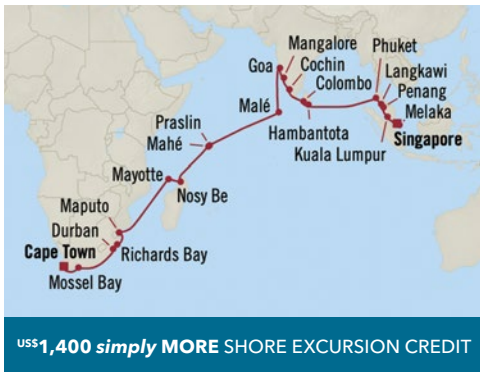 Mangalore
Phuket
Goa
Cochin
Langkawi
Colombo
Penang
Malé
Melaka
Praslin
Hambantota
Singapore
Mahé
Kuala Lumpur
Mayotte
Nosy Be
Maputo
Durban
Cape Town
Richards Bay
Mossel Bay
US$1,400 simply MORE SHORE EXCURSION CREDIT